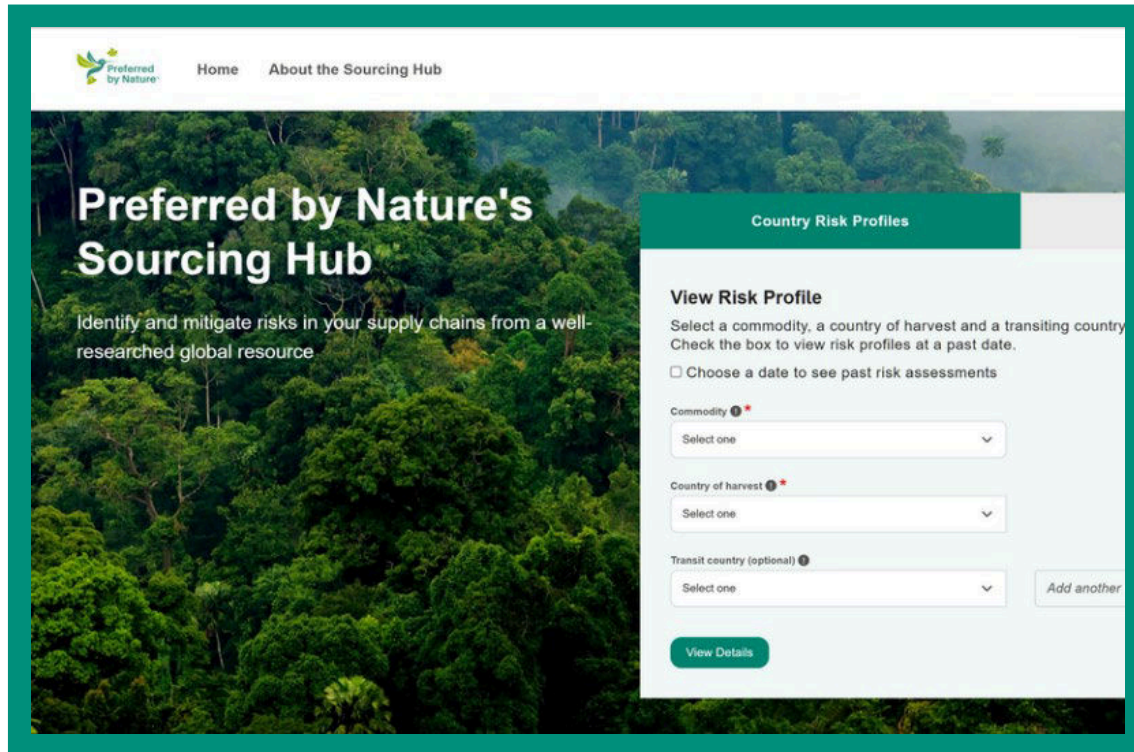 Preferred
by Nature
Home
About the Sourcing Hub
Preferred by Nature's
Sourcing Hub
Identify and mitigate risks in your supply chains from a well-
researched global resource
Country Risk Profiles
View Risk Profile
Select a commodity, a country of harvest and a transiting country
Check the box to view risk profiles at a past date.
Choose a date to see past risk assessments
Commodity *
Select one
Country of harvest *
Select one
Transit country (optional)
Select one
Add another
View Details